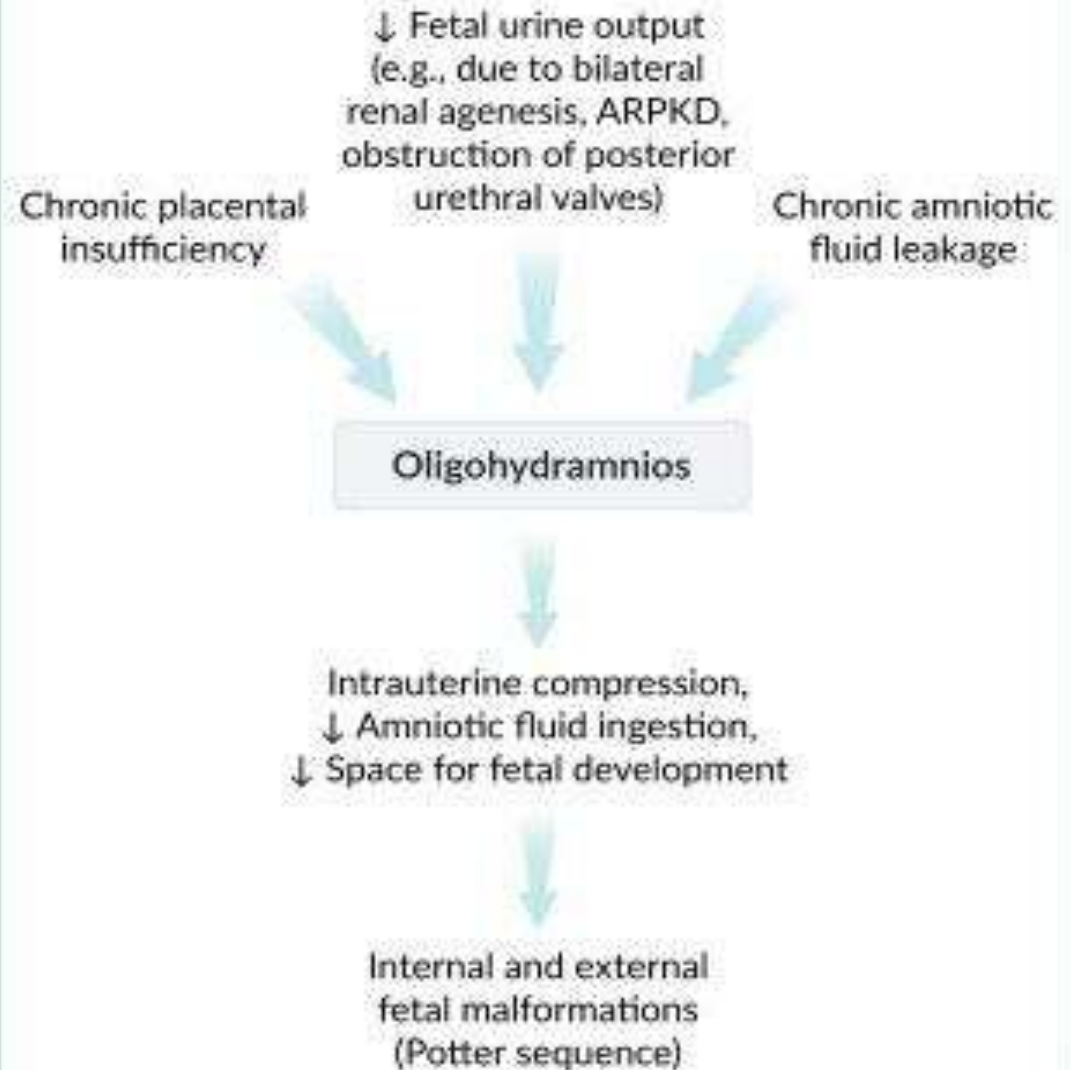 ↓ Fetal urine output
(e.g., due to bilateral
renal agenesis, ARPKD,
obstruction of posterior
urethral valves)
Chronic placental
insufficiency
Chronic amniotic
fluid leakage
Oligohydramnios
Intrauterine compression,
↓ Amniotic fluid ingestion,
↓ Space for fetal development
Internal and external
fetal malformations
(Potter sequence)